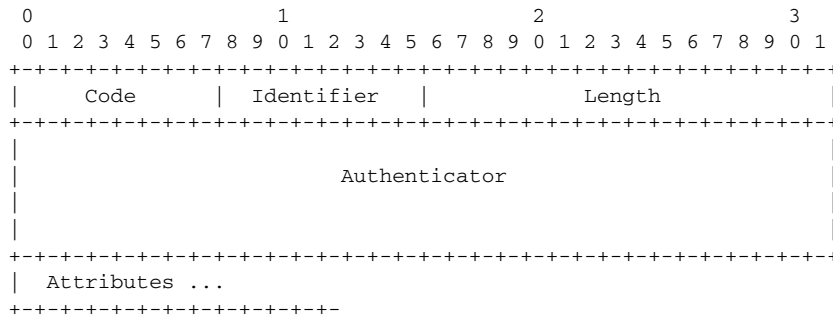 0                   1                   2                   3
 0 1 2 3 4 5 6 7 8 9 0 1 2 3 4 5 6 7 8 9 0 1 2 3 4 5 6 7 8 9 0 1
+-+-+-+-+-+-+-+-+-+-+-+-+-+-+-+-+-+-+-+-+-+-+-+-+-+-+-+-+-+-+-+-+
|     Code      |  Identifier   |            Length             |
+-+-+-+-+-+-+-+-+-+-+-+-+-+-+-+-+-+-+-+-+-+-+-+-+-+-+-+-+-+-+-+-+
|                                                               |
|                         Authenticator                         |
|                                                               |
|                                                               |
+-+-+-+-+-+-+-+-+-+-+-+-+-+-+-+-+-+-+-+-+-+-+-+-+-+-+-+-+-+-+-+-+
|  Attributes ...
+-+-+-+-+-+-+-+-+-+-+-+-+-